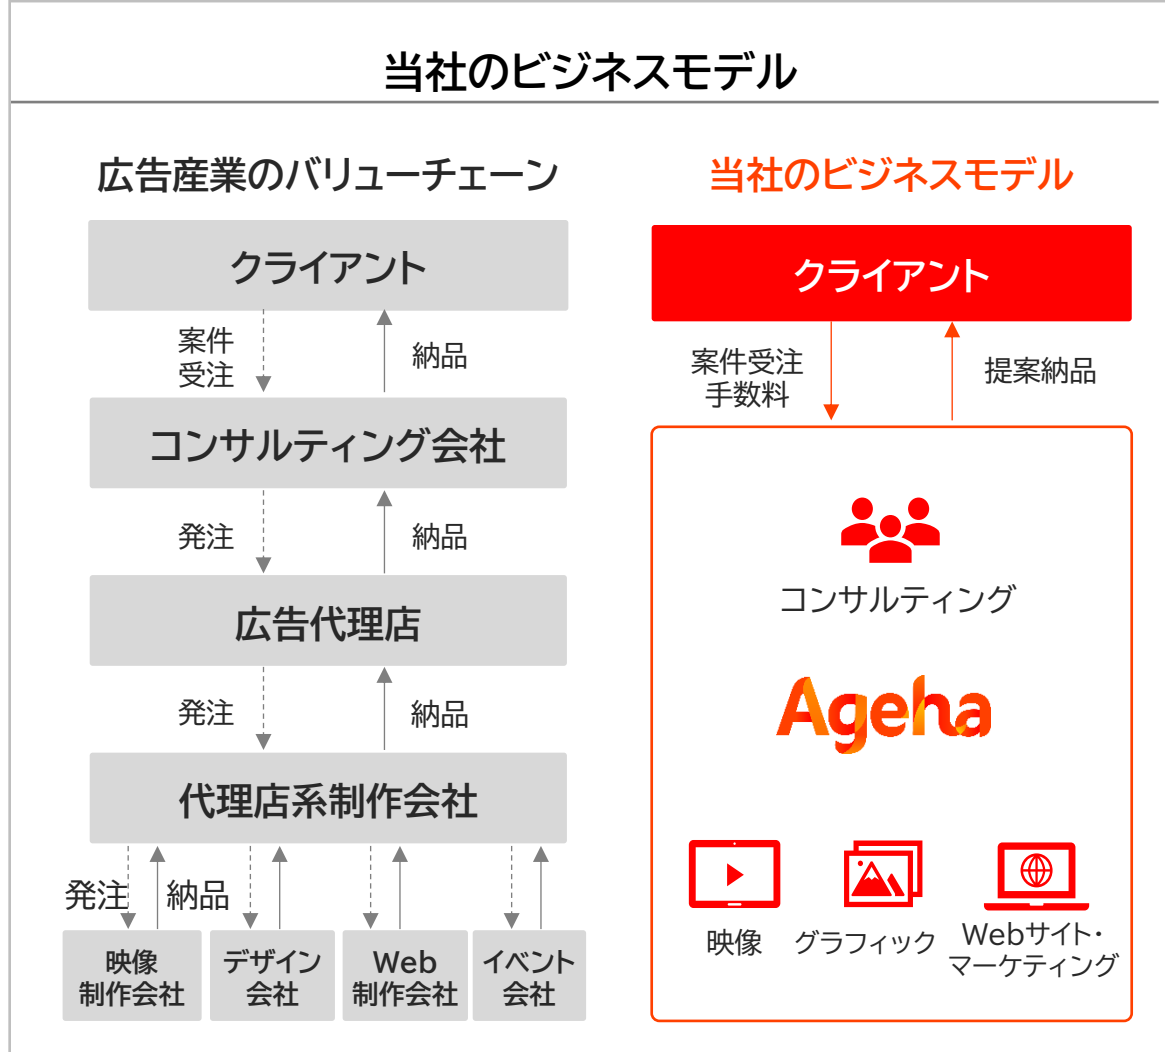 当社のビジネスモデル
広告産業のバリューチェーン
クライアント
案件
受注
納品
コンサルティング会社
発注
納品
広告代理店
発注
納品
代理店系制作会社
発注
納品
映像
制作会社
デザイン
会社
Web
制作会社
イベント
会社
当社のビジネスモデル
クライアント
案件受注
手数料
提案納品
コンサルティング
Ageha
映像
グラフィック
Webサイト・
マーケティング